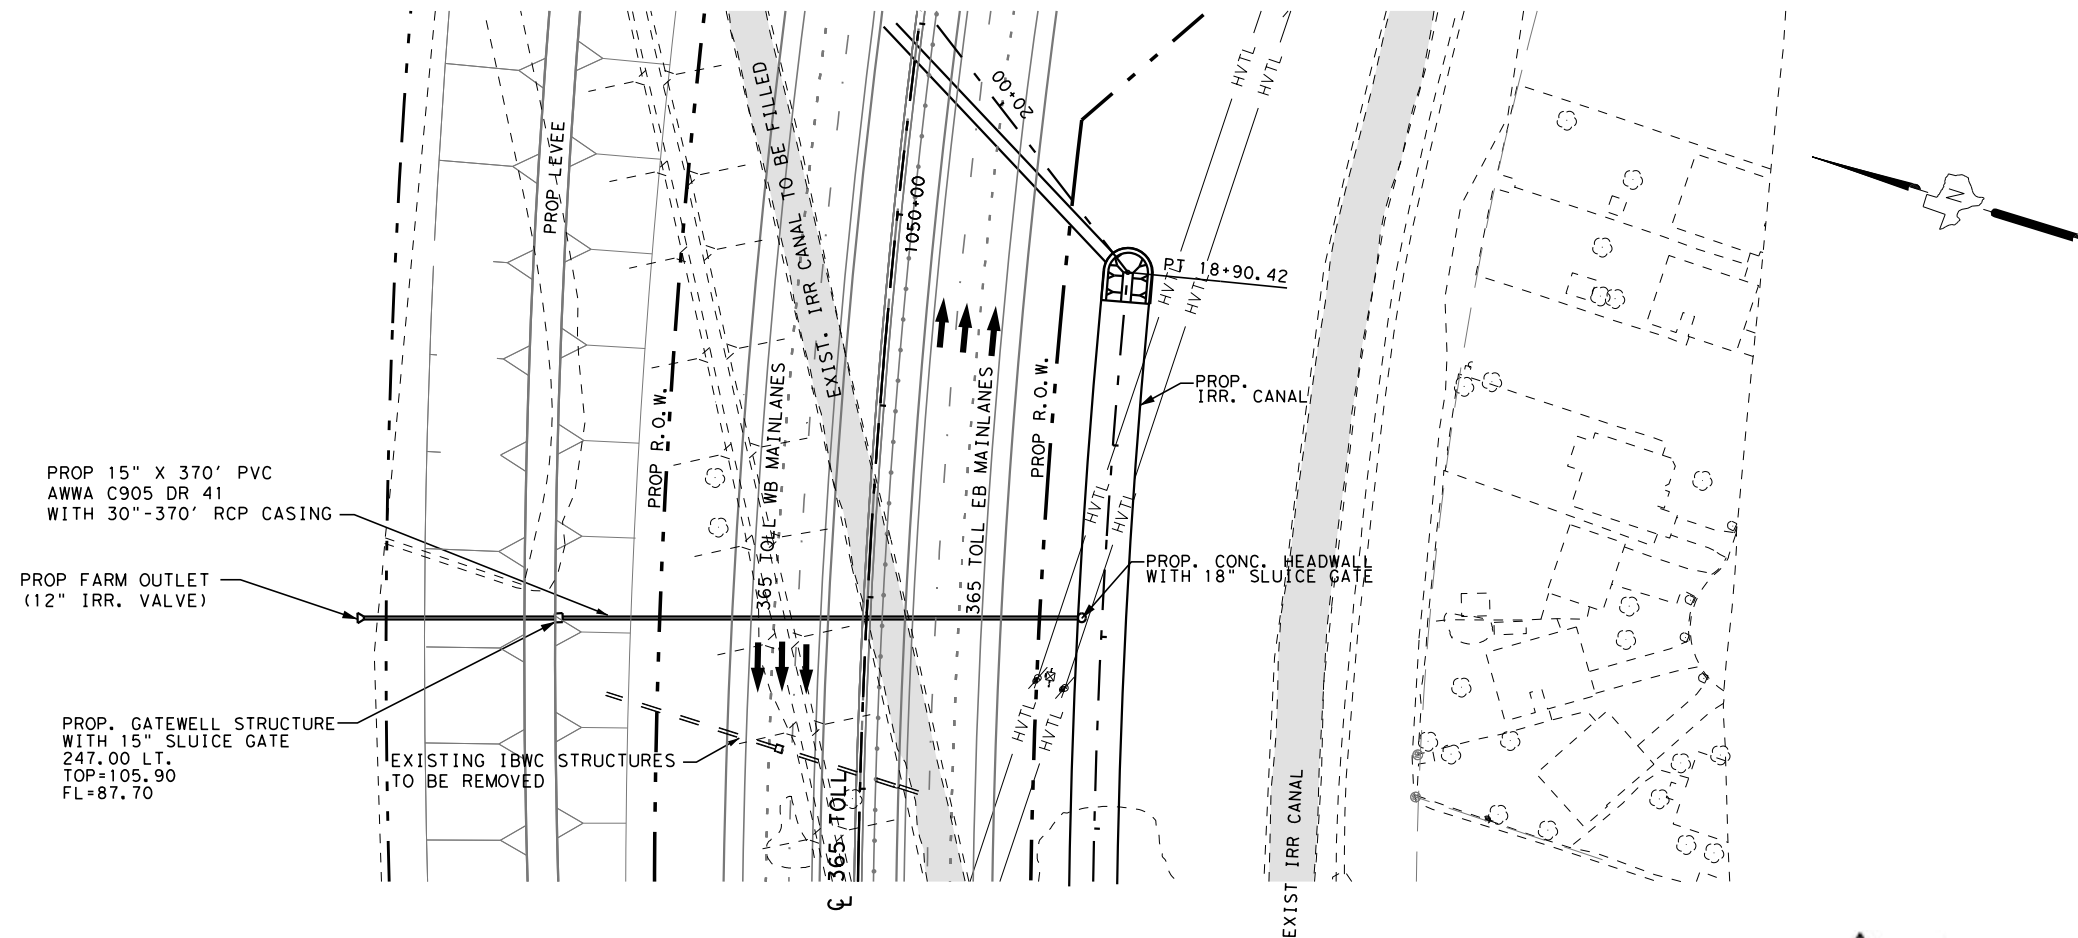 HVTL
HVTL
20+00
EXIST. IRR CANAL TO BE FILLED
PROP LEVEE
1050+00
N
PI 18+90.42
HVTL
HVTL
PROP.
IRR. CANAL
PROP R.O.W.
365 TOLL WB MAINLANES
365 TOLL EB MAINLANES
PROP R.O.W.
PROP 15" X 370' PVC
AWWA C905 DR 41
WITH 30"-370' RCP CASING
HVTL
HVTL
PROP FARM OUTLET
(12" IRR. VALVE)
PROP. CONC. HEADWALL
WITH 18" SLUICE GATE
PROP. GATEWELL STRUCTURE
WITH 15" SLUICE GATE
247.00 LT.
TOP=105.90
FL=87.70
EXISTING IBWC STRUCTURES
TO BE REMOVED
HVTL
HVTL
CL 365 TOLL
EXIST IRR CANAL